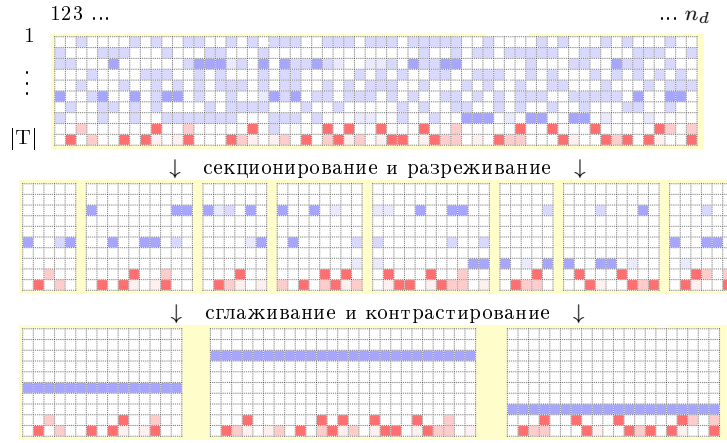 123 ... ... n_d
1
⋮
|T|
↓ секционирование и разреживание ↓
↓ сглаживание и контрастирование ↓